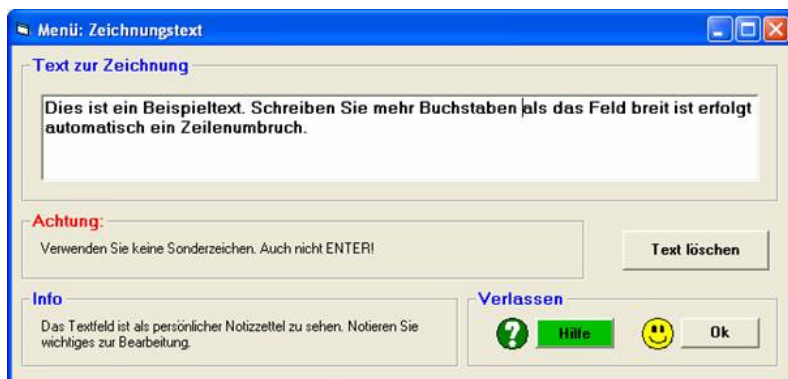 Menü: Zeichnungstext
Text zur Zeichnung
Dies ist ein Beispieltext. Schreiben Sie mehr Buchstaben als das Feld breit ist erfolgt
automatisch ein Zeilenumbruch.
Achtung:
Verwenden Sie keine Sonderzeichen. Auch nicht ENTER!
Text löschen
Info
Das Textfeld ist als persönlicher Notizzettel zu sehen. Notieren Sie
wichtiges zur Bearbeitung.
Verlassen
?
Hilfe
Ok